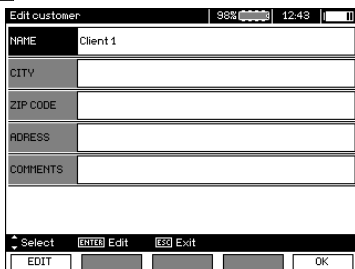 Edit customer 98% 12:43
NAME Client 1
CITY
ZIP CODE
ADRESS
COMMENTS
Select ENTER Edit ESC Exit
EDIT OK